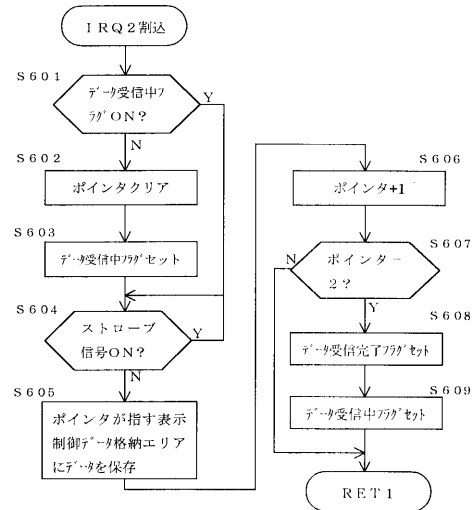 IRQ2割込
S601
ﾃﾞｰﾀ受信中ﾌ
ﾗｸﾞON?
Y
N
S602
ポインタクリア
S603
ﾃﾞｰﾀ受信中ﾌﾗｸﾞｾｯﾄ
S604
ストローブ
信号ON?
Y
N
S605
ポインタが指す表示
制御データ格納エリア
にデータを保存
S606
ポインタ+1
S607
ポインター
2?
N
Y
S608
ﾃﾞｰﾀ受信完了ﾌﾗｸﾞｾｯﾄ
S609
ﾃﾞｰﾀ受信中ﾌﾗｸﾞｾｯﾄ
RET1